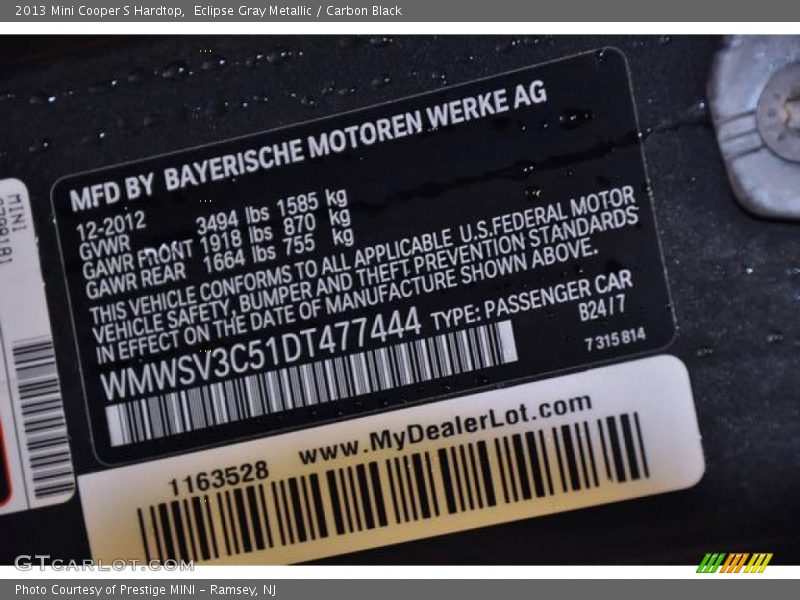 2013 Mini Cooper S Hardtop,  Eclipse Gray Metallic / Carbon Black
MFD BY BAYERISCHE MOTOREN WERKE AG
12-2012
GVWR 3494 lbs 1585 kg
GAWR FRONT 1918 lbs 870 kg
GAWR REAR 1664 lbs 755 kg
THIS VEHICLE CONFORMS TO ALL APPLICABLE U.S.FEDERAL MOTOR
VEHICLE SAFETY, BUMPER AND THEFT PREVENTION STANDARDS
IN EFFECT ON THE DATE OF MANUFACTURE SHOWN ABOVE.
WMWSV3C51DT477444 TYPE: PASSENGER CAR
B24/7
7 315 814
MINI
1163528 www.MyDealerLot.com
GTcarlot.com
Photo Courtesy of Prestige MINI - Ramsey, NJ